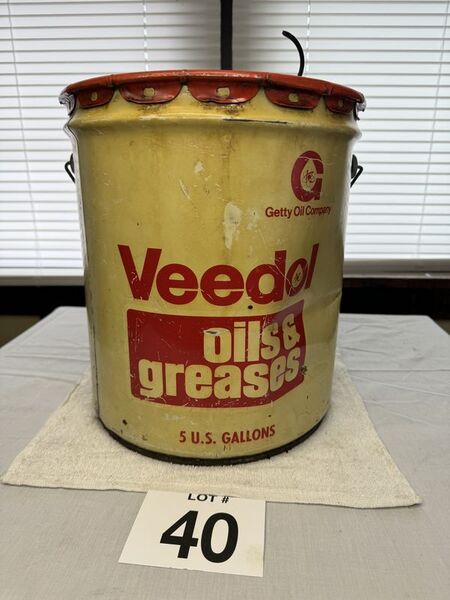 G
Getty Oil Company
Veedol
oils &
greases
5 U.S. GALLONS
LOT #
40